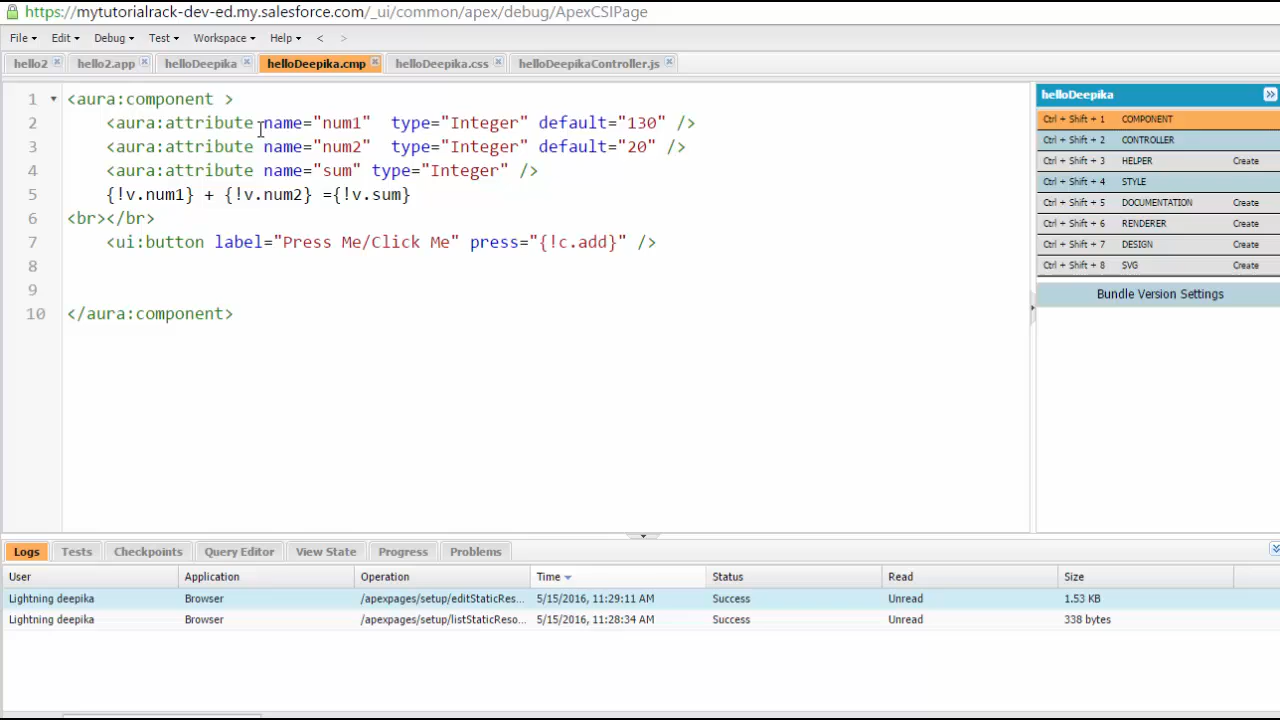 https://mytutorialrack-dev-ed.my.salesforce.com/_ui/common/apex/debug/ApexCSIPage
File Edit Debug Test Workspace Help < >
hello2 hello2.app helloDeepika helloDeepika.cmp helloDeepika.css helloDeepikaController.js
1 <aura:component >
2 <aura:attribute name="num1" type="Integer" default="130" />
3 <aura:attribute name="num2" type="Integer" default="20" />
4 <aura:attribute name="sum" type="Integer" />
5 {!v.num1} + {!v.num2} ={!v.sum}
6 <br></br>
7 <ui:button label="Press Me/Click Me" press="{!c.add}" />
8
9
10 </aura:component>
helloDeepika
Ctrl + Shift + 1 COMPONENT
Ctrl + Shift + 2 CONTROLLER
Ctrl + Shift + 3 HELPER Create
Ctrl + Shift + 4 STYLE
Ctrl + Shift + 5 DOCUMENTATION Create
Ctrl + Shift + 6 RENDERER Create
Ctrl + Shift + 7 DESIGN Create
Ctrl + Shift + 8 SVG Create
Bundle Version Settings
Logs Tests Checkpoints Query Editor View State Progress Problems
User Application Operation Time Status Read Size
Lightning deepika Browser /apexpages/setup/editStaticRes... 5/15/2016, 11:29:11 AM Success Unread 1.53 KB
Lightning deepika Browser /apexpages/setup/listStaticReso... 5/15/2016, 11:28:34 AM Success Unread 338 bytes